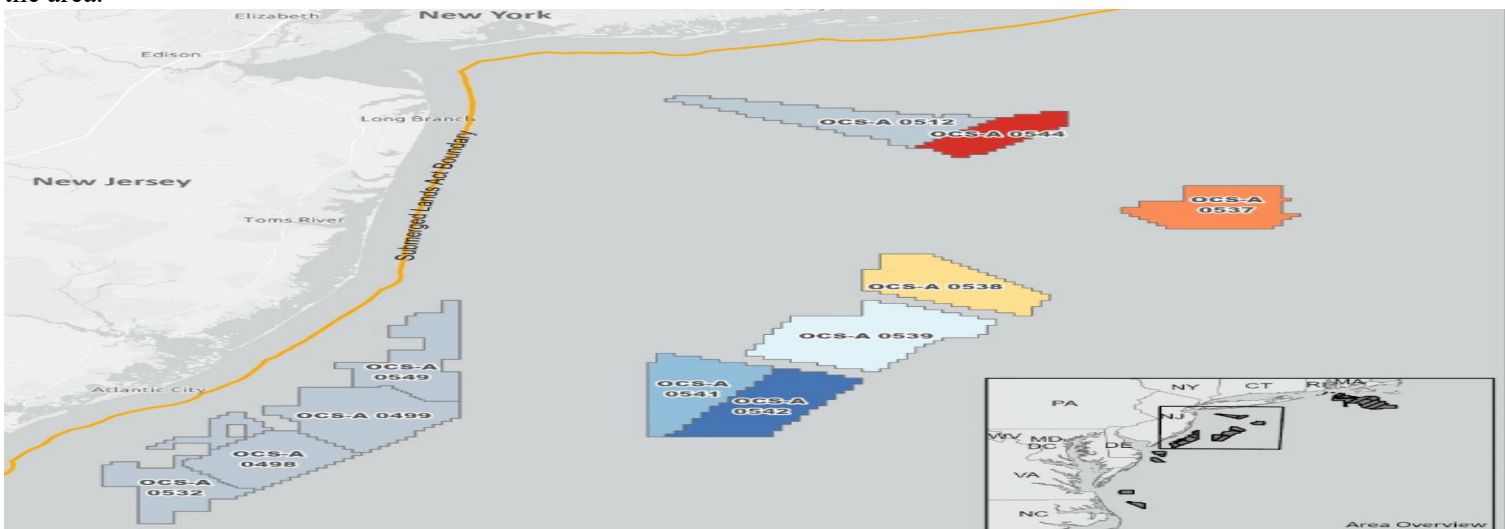 the area.
Elizabeth
New York
Edison
Long Branch
OCS-A 0512
OCS-A 0544
New Jersey
Submerged Lands Act Boundary
OCS-A
0537
Toms River
OCS-A 0538
OCS-A 0539
OCS-A
0549
Atlantic City
OCS-A
0541
OCS-A
0542
OCS-A 0499
OCS-A
0498
OCS-A
0532
NY
CT
RI
MA
PA
NJ
WV
MD
DC
DE
VA
NC
Area Overview